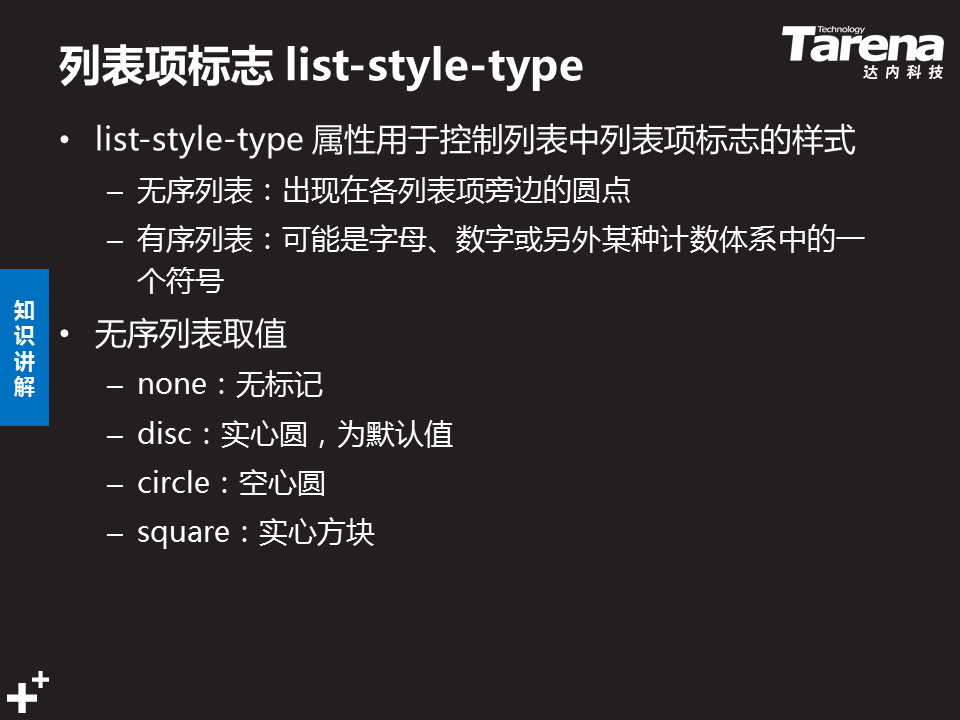 列表项标志 list-style-type
Technology
Tarena
达内科技
• list-style-type 属性用于控制列表中列表项标志的样式
– 无序列表：出现在各列表项旁边的圆点
– 有序列表：可能是字母、数字或另外某种计数体系中的一
个符号
知识讲解
• 无序列表取值
– none：无标记
– disc：实心圆，为默认值
– circle：空心圆
– square：实心方块